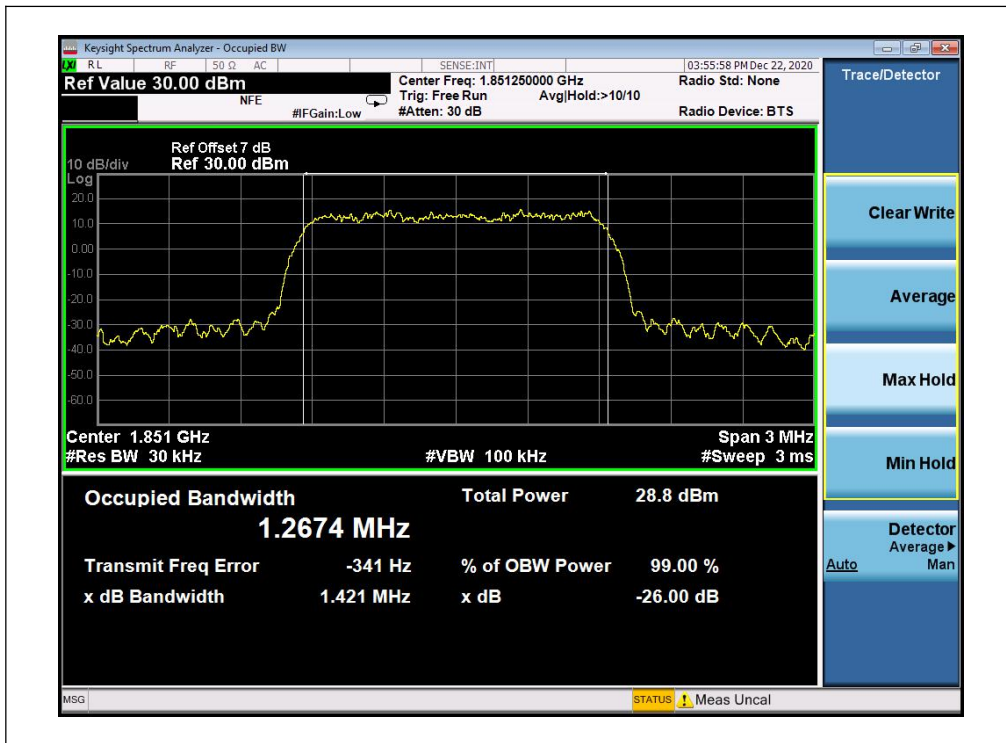 Keysight Spectrum Analyzer - Occupied BW
LXI RL RF 50 Ω AC SENSE:INT 03:55:58 PM Dec 22, 2020
Ref Value 30.00 dBm Center Freq: 1.851250000 GHz Radio Std: None
NFE Trig: Free Run Avg|Hold:>10/10
#IFGain:Low #Atten: 30 dB Radio Device: BTS
Trace/Detector
Ref Offset 7 dB
10 dB/div Ref 30.00 dBm
Log
20.0
10.0
0.00
-10.0
-20.0
-30.0
-40.0
-50.0
-60.0
Center 1.851 GHz Span 3 MHz
#Res BW 30 kHz #VBW 100 kHz #Sweep 3 ms
Occupied Bandwidth Total Power 28.8 dBm
1.2674 MHz
Transmit Freq Error -341 Hz % of OBW Power 99.00 %
x dB Bandwidth 1.421 MHz x dB -26.00 dB
Clear Write
Average
Max Hold
Min Hold
Detector
Average
Auto Man
MSG STATUS Meas Uncal